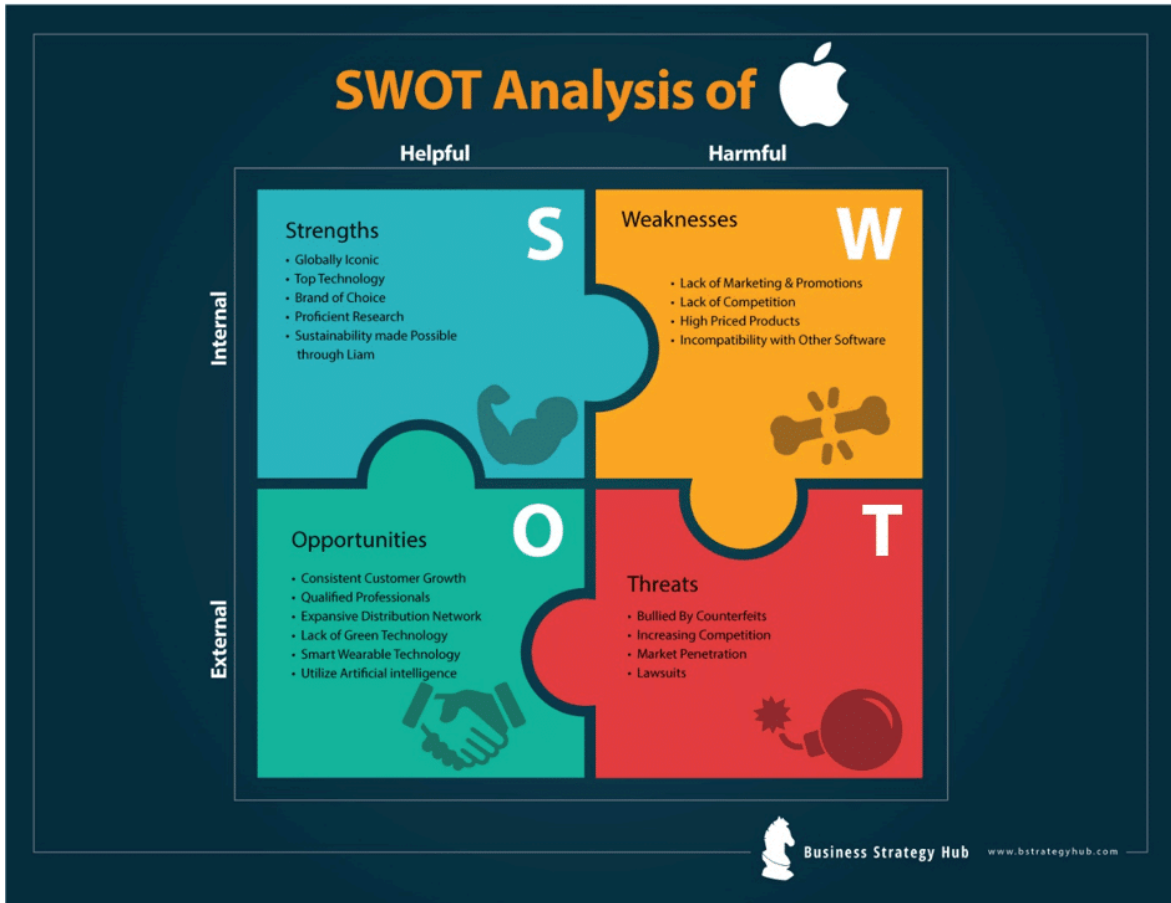 SWOT Analysis of
Helpful
Harmful
Internal
Strengths
S
• Globally Iconic
• Top Technology
• Brand of Choice
• Proficient Research
• Sustainability made Possible
through Liam
Weaknesses
W
• Lack of Marketing & Promotions
• Lack of Competition
• High Priced Products
• Incompatibility with Other Software
External
Opportunities
O
• Consistent Customer Growth
• Qualified Professionals
• Expansive Distribution Network
• Lack of Green Technology
• Smart Wearable Technology
• Utilize Artificial intelligence
Threats
T
• Bullied By Counterfeits
• Increasing Competition
• Market Penetration
• Lawsuits
Business Strategy Hub www.bstrategyhub.com